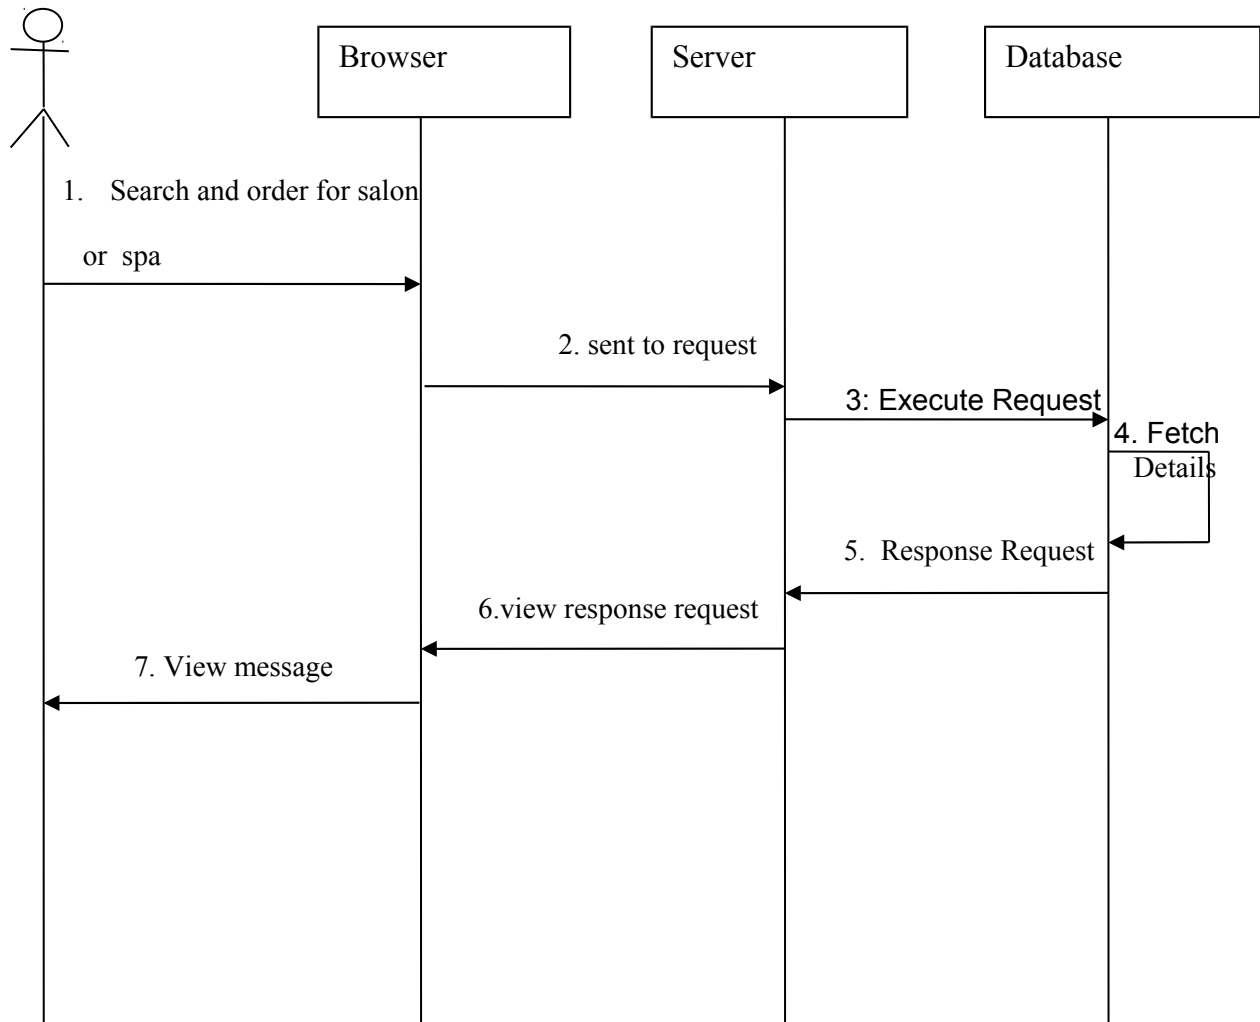 Browser
Server
Database
1. Search and order for salon
or spa
2. sent to request
3: Execute Request
4. Fetch
Details
5. Response Request
6.view response request
7. View message